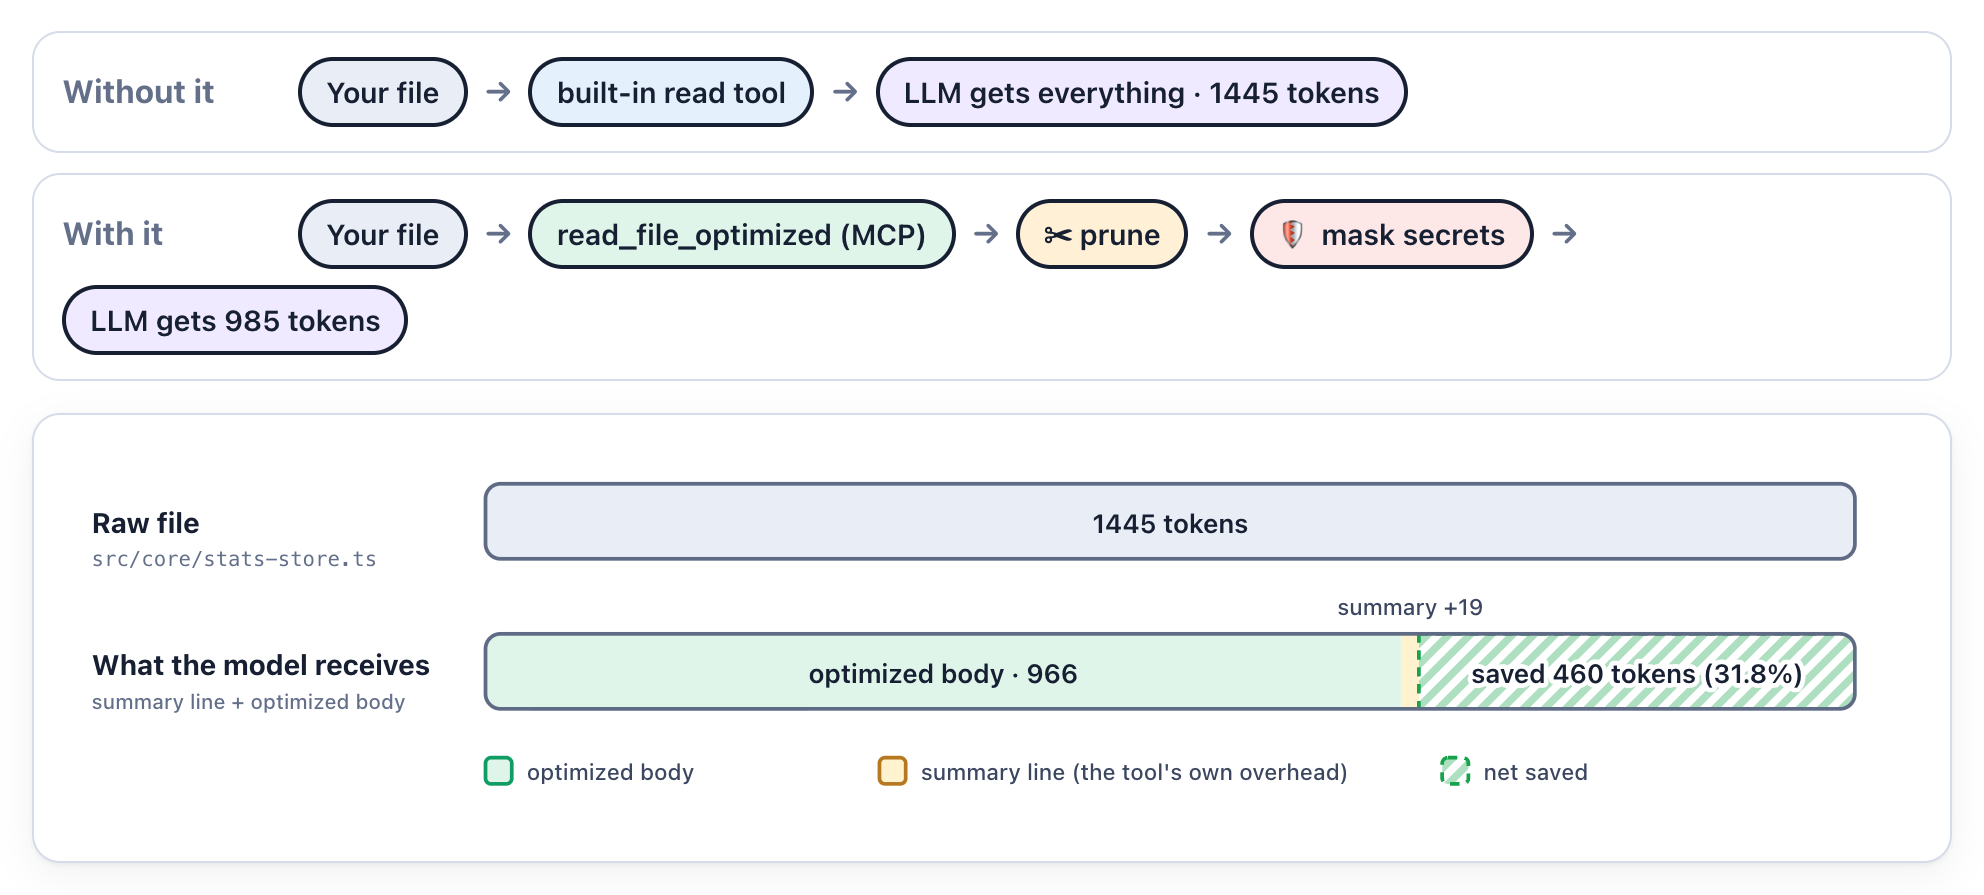 Without it
Your file → built-in read tool → LLM gets everything · 1445 tokens
With it
Your file → read_file_optimized (MCP) → ✂ prune → 🛡 mask secrets →
LLM gets 985 tokens
Raw file
src/core/stats-store.ts
1445 tokens
summary +19
What the model receives
summary line + optimized body
optimized body · 966
saved 460 tokens (31.8%)
optimized body
summary line (the tool's own overhead)
net saved